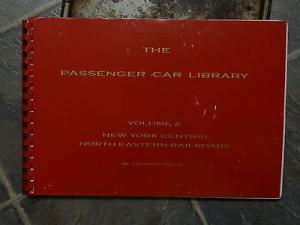 THE
PASSENGER CAR LIBRARY
VOLUME 2
NEW YORK CENTRAL
NORTH EASTERN RAILROADS